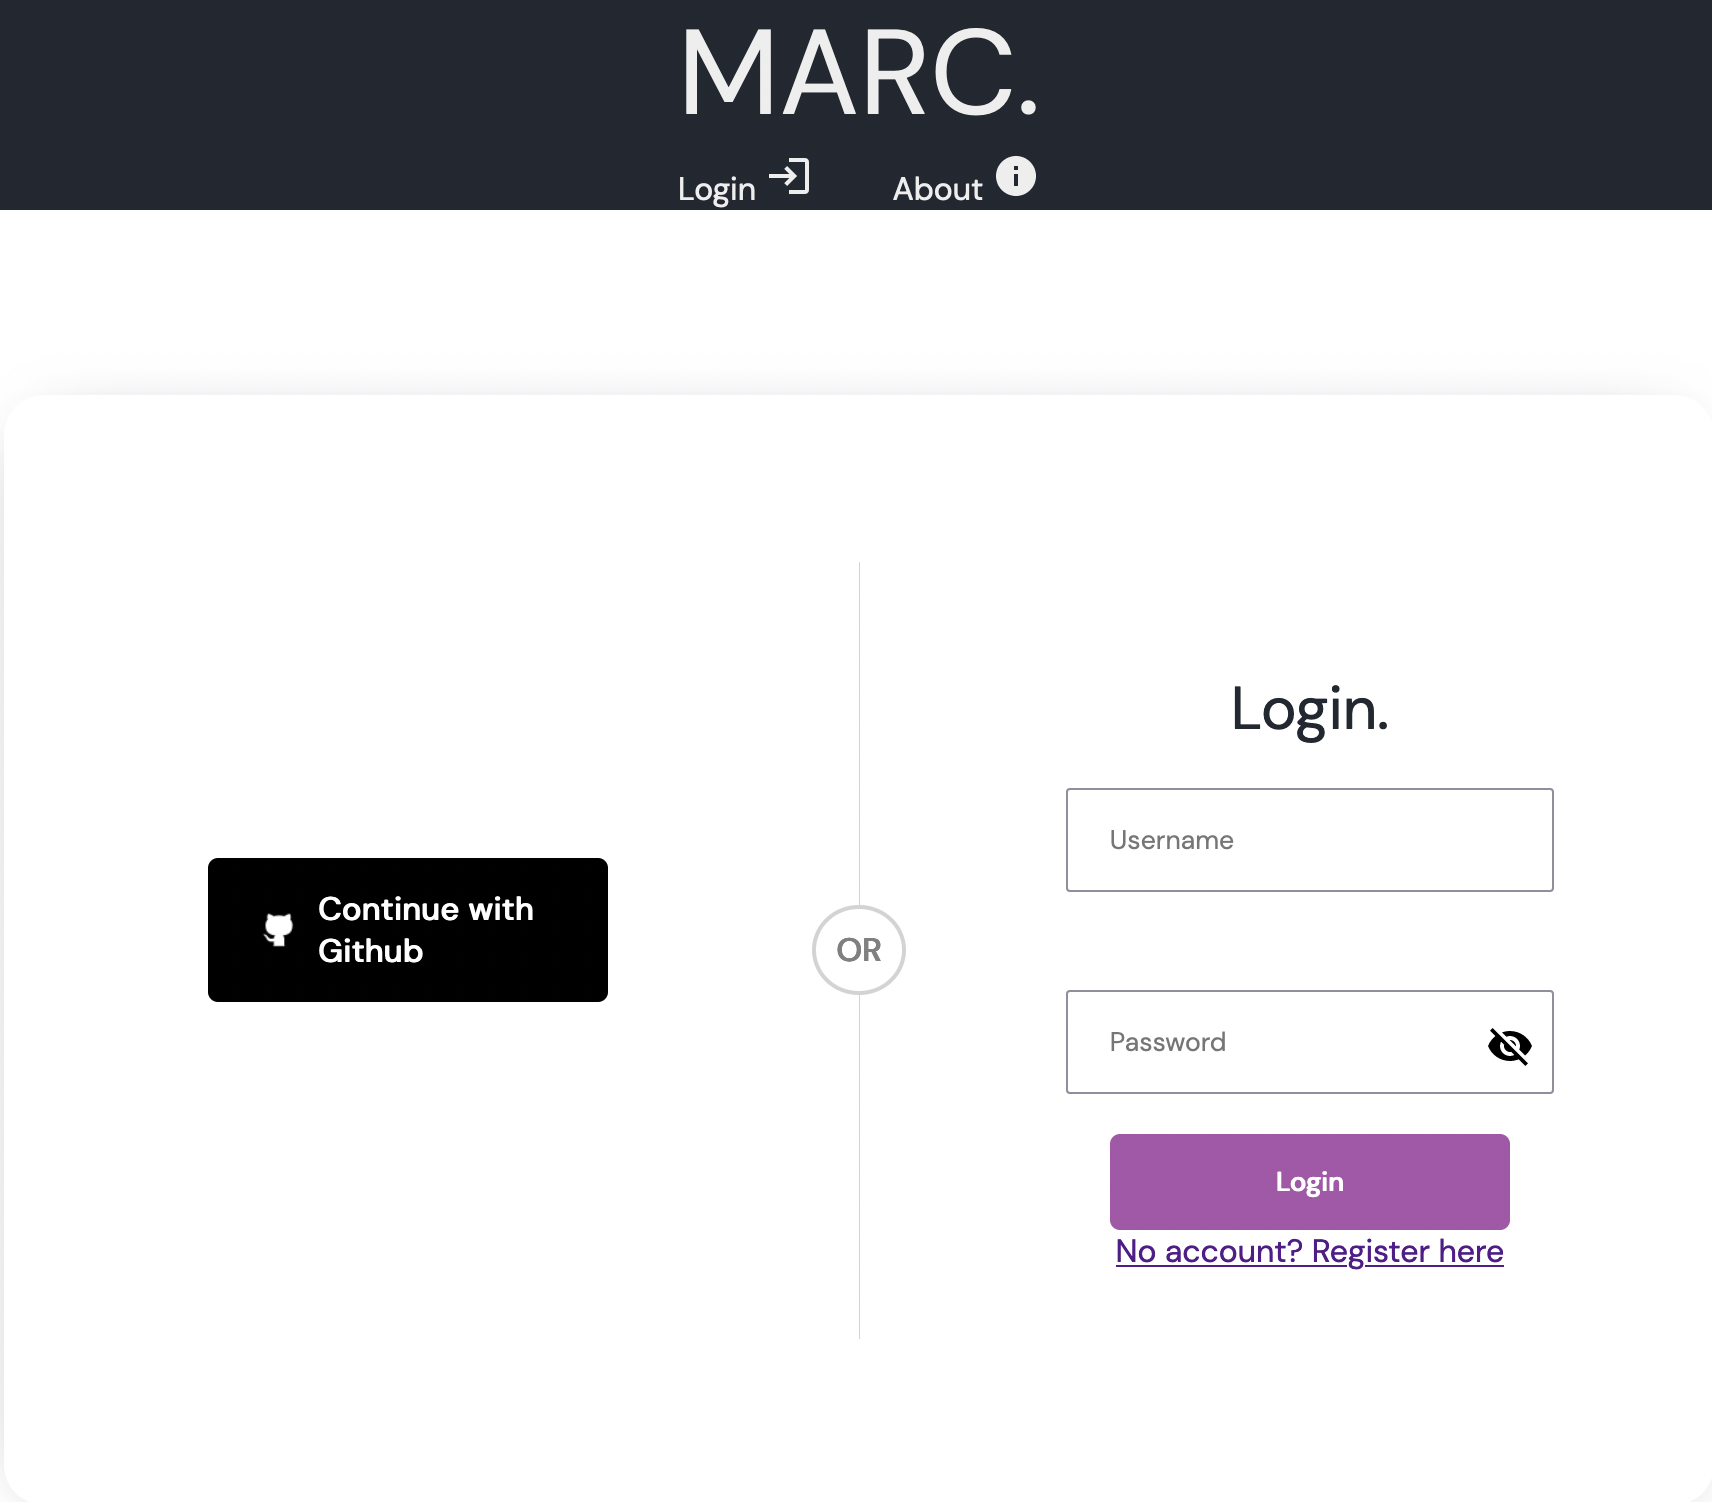 MARC.
Login
About
Continue with
Github
OR
Login.
Username
Password
Login
No account? Register here